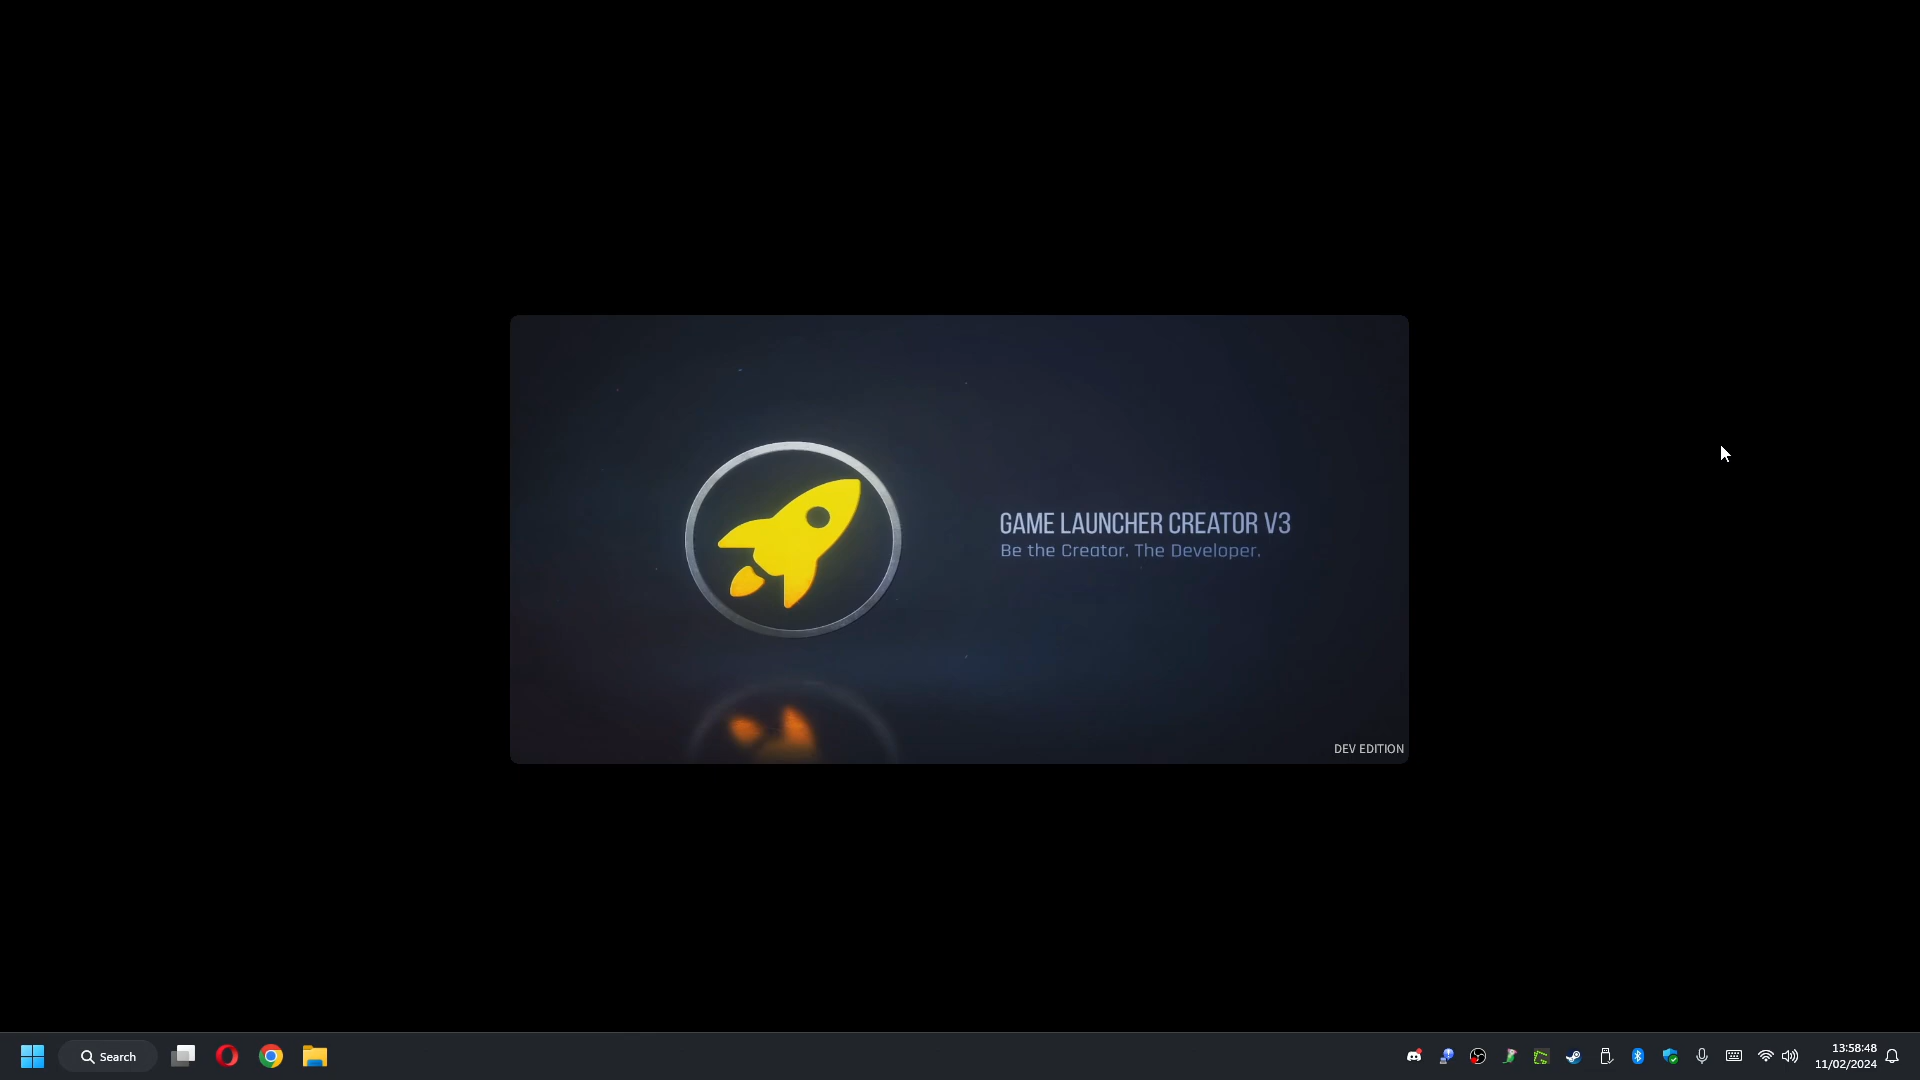 GAME LAUNCHER CREATOR V3
Be the Creator. The Developer.
DEV EDITION
Search
13:58:48
11/02/2024